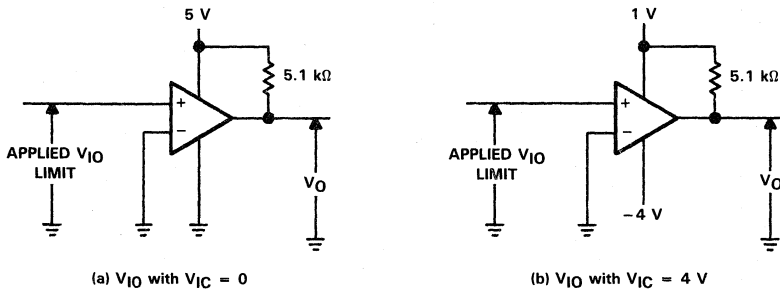 5 V
5.1 kΩ
+
−
APPLIED VIO
LIMIT
VO
(a) VIO with VIC = 0
1 V
5.1 kΩ
+
−
APPLIED VIO
LIMIT
VO
−4 V
(b) VIO with VIC = 4 V